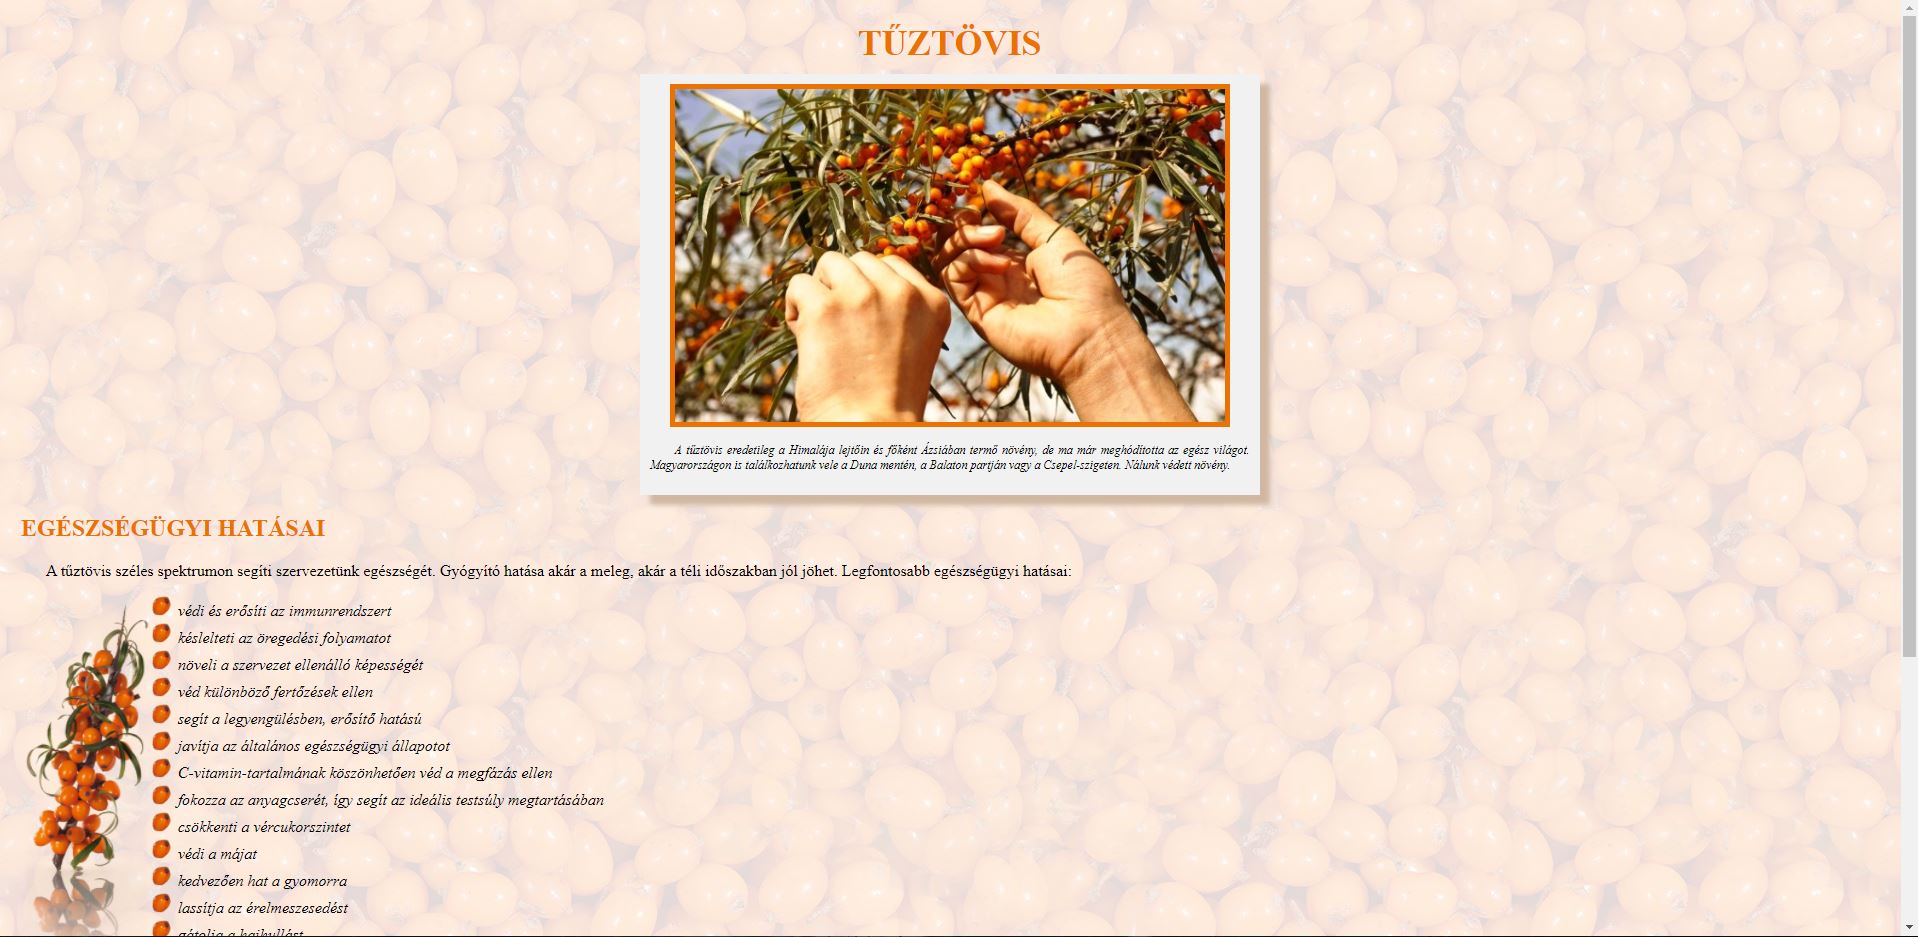 TŰZTÖVIS
A tűztövis eredetileg a Himalája lejtőin és főként Ázsiában termő növény, de ma már meghódította az egész világot.
Magyarországon is találkozhatunk vele a Duna mentén, a Balaton partján vagy a Csepel-szigeten. Nálunk védett növény.
EGÉSZSÉGÜGYI HATÁSAI
A tűztövis széles spektrumon segíti szervezetünk egészségét. Gyógyító hatása akár a meleg, akár a téli időszakban jól jöhet. Legfontosabb egészségügyi hatásai:
védi és erősíti az immunrendszert
késlelteti az öregedési folyamatot
növeli a szervezet ellenálló képességét
véd különböző fertőzések ellen
segít a legyengülésben, erősítő hatású
javítja az általános egészségügyi állapotot
C-vitamin-tartalmának köszönhetően véd a megfázás ellen
fokozza az anyagcserét, így segít az ideális testsúly megtartásában
csökkenti a vércukorszintet
védi a májat
kedvezően hat a gyomorra
lassítja az érelmeszesedést
gátolja a hajhullást